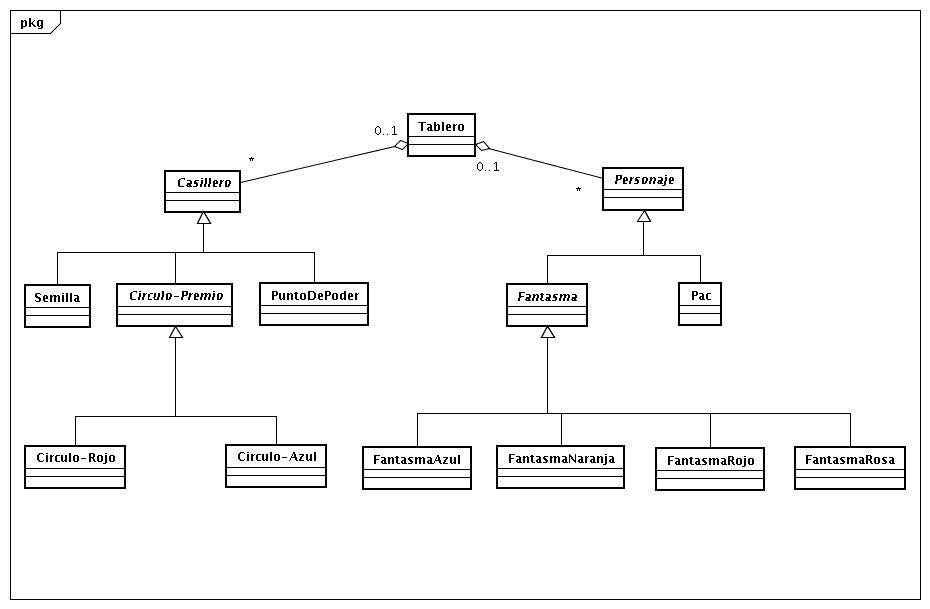 pkg
Tablero
0..1
*
0..1
*
Casillero
Personaje
Semilla
Circulo-Premio
PuntoDePoder
Fantasma
Pac
Circulo-Rojo
Circulo-Azul
FantasmaAzul
FantasmaNaranja
FantasmaRojo
FantasmaRosa